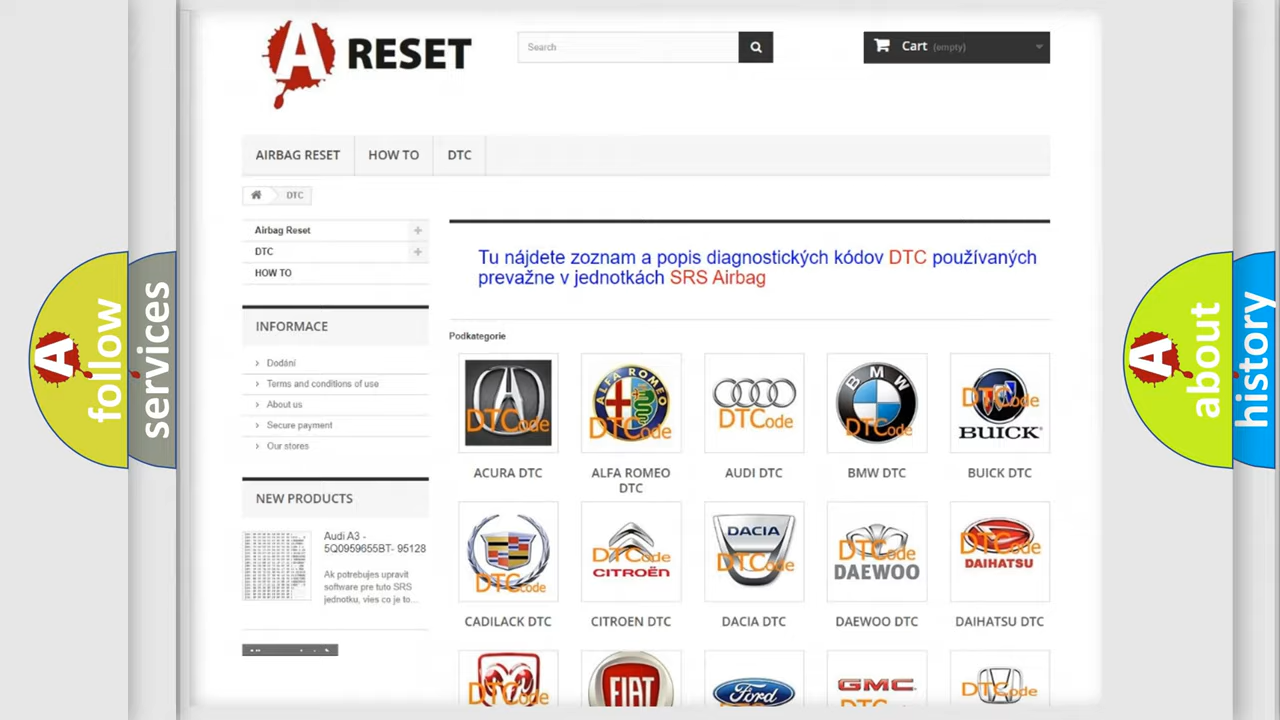 A RESET
Search
Cart (empty)
AIRBAG RESET
HOW TO
DTC
DTC
Airbag Reset
DTC
HOW TO
Tu nájdete zoznam a popis diagnostických kódov DTC používaných
prevažne v jednotkách SRS Airbag
INFORMACE
Dodání
Terms and conditions of use
About us
Secure payment
Our stores
NEW PRODUCTS
Audi A3 -
5Q0959655BT- 95128
Ak potrebujes upravit
software pre tuto SRS
jednotku, vies co je to...
Podkategorie
DTCode
ALFA ROMEO
DTCode
DTCode
BMW
DTCode
DTCode
BUICK
ACURA DTC
ALFA ROMEO
DTC
AUDI DTC
BMW DTC
BUICK DTC
DTCode
DTCode
CITROËN
DACIA
DTCode
DTCode
DAEWOO
DTCode
DAIHATSU
CADILACK DTC
CITROEN DTC
DACIA DTC
DAEWOO DTC
DAIHATSU DTC
DTCode
FIAT
Ford
GMC
DTCode
A follow
services
A about
history